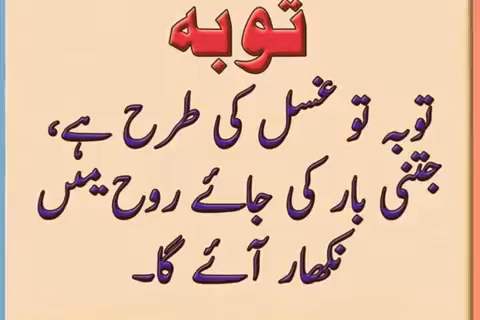 توبہ
توبہ تو غسل کی طرح ہے،
جتنی بار کی جائے روح میں
نکھار آئے گا۔